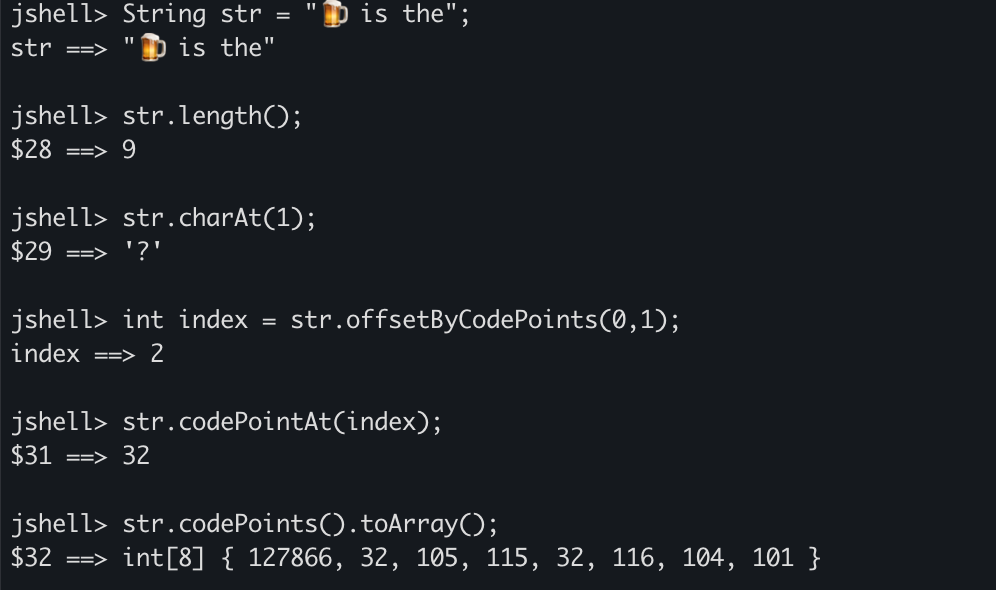 jshell> String str = "🍺 is the";
str ==> "🍺 is the"
jshell> str.length();
$28 ==> 9
jshell> str.charAt(1);
$29 ==> '?'
jshell> int index = str.offsetByCodePoints(0,1);
index ==> 2
jshell> str.codePointAt(index);
$31 ==> 32
jshell> str.codePoints().toArray();
$32 ==> int[8] { 127866, 32, 105, 115, 32, 116, 104, 101 }